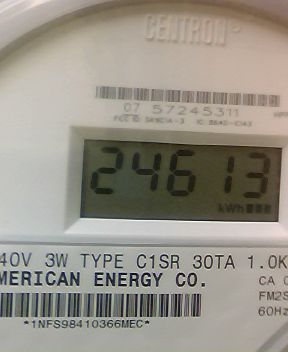 CENTRON
07 57245311
24613
kWh
40V 3W TYPE C1SR 30TA 1.0K
MERICAN ENERGY CO.
CA
FM2S
60Hz
*1NFS98410366MEC*